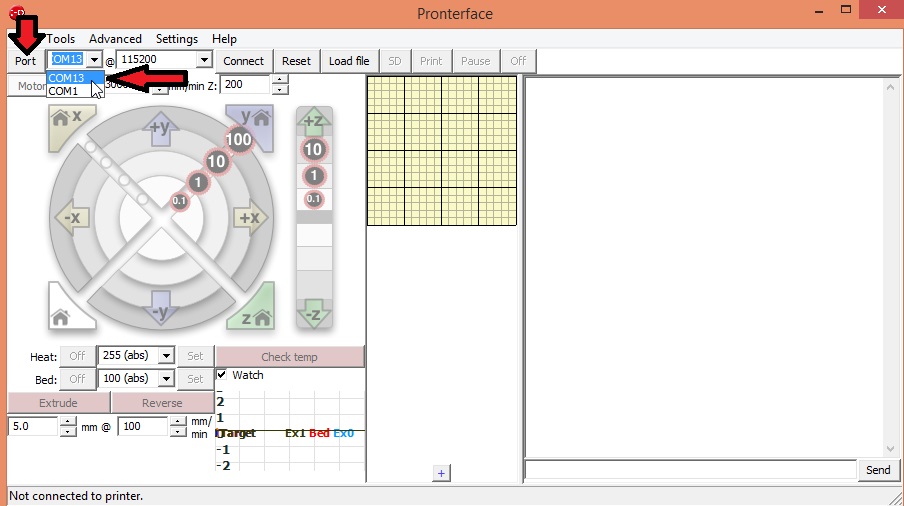 Pronterface
Tools Advanced Settings Help
Port COM13 @ 115200 Connect Reset Load file SD Print Pause Off
COM13
COM1
Motor mm/min Z: 200
x +y y +z
100
10 10
1 1
0.1 0.1
-x +x
-y z -z
Heat: Off 255 (abs) Set Check temp
Bed: Off 100 (abs) Set Watch
Extrude Reverse
5.0 mm @ 100 mm/
min
2
1
0 Target Ex1 Bed Ex0
-1
-2
+
Send
Not connected to printer.